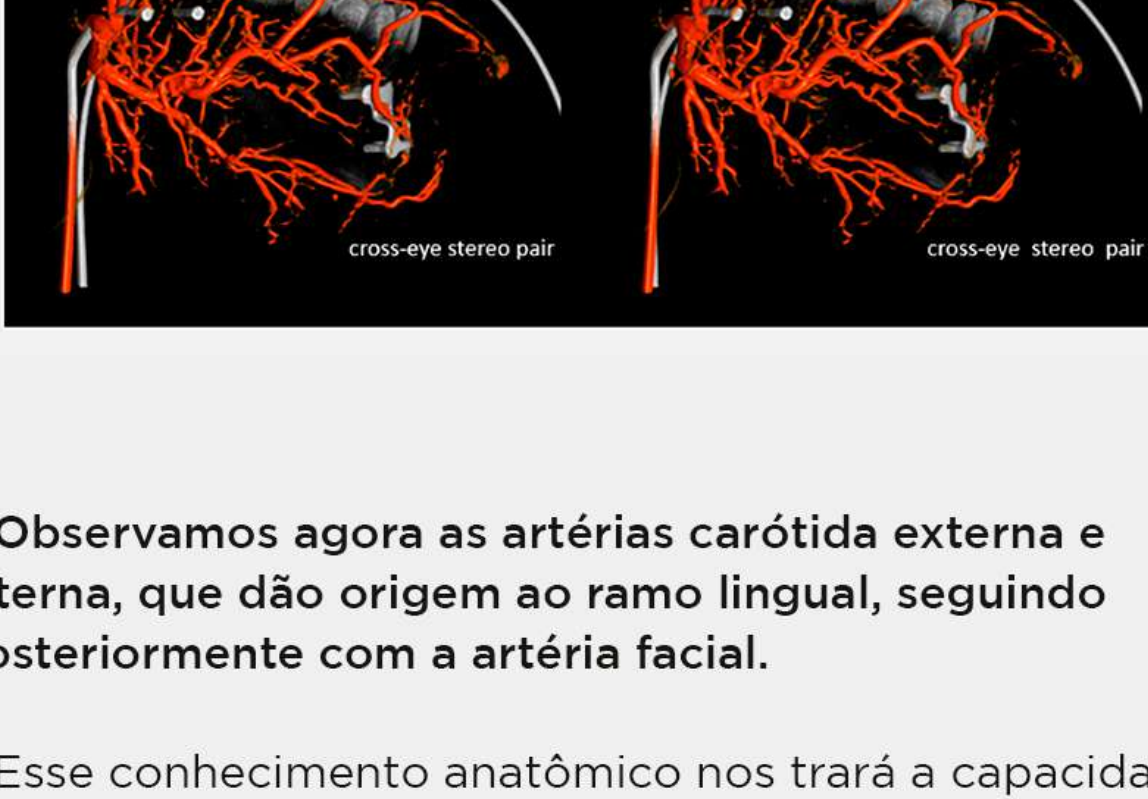 cross-eye stereo pair
cross-eye stereo pair
Observamos agora as artérias carótida externa e
terna, que dão origem ao ramo lingual, seguindo
osteriormente com a artéria facial.
Esse conhecimento anatômico nos trará a capacida